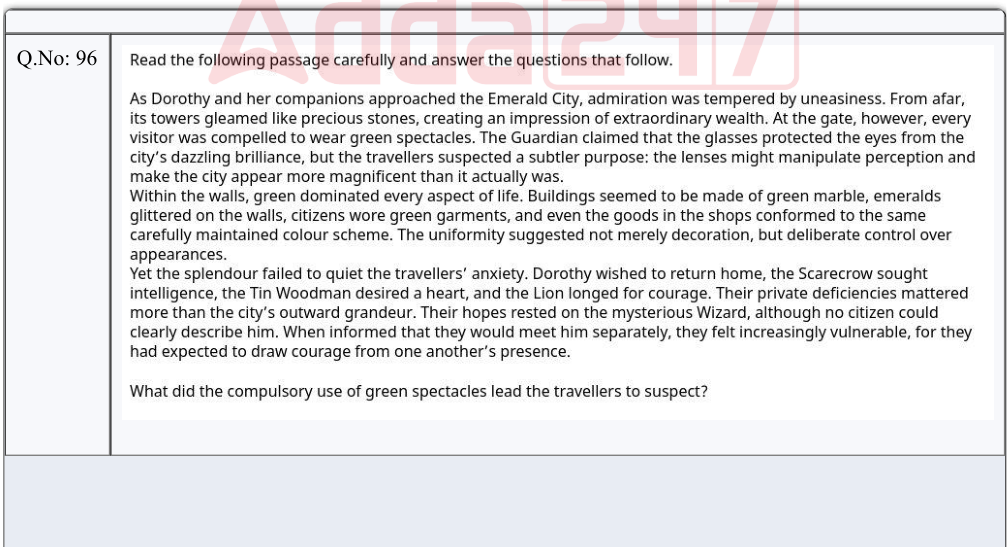 Adda247
Q.No: 96
Read the following passage carefully and answer the questions that follow.
As Dorothy and her companions approached the Emerald City, admiration was tempered by uneasiness. From afar,
its towers gleamed like precious stones, creating an impression of extraordinary wealth. At the gate, however, every
visitor was compelled to wear green spectacles. The Guardian claimed that the glasses protected the eyes from the
city’s dazzling brilliance, but the travellers suspected a subtler purpose: the lenses might manipulate perception and
make the city appear more magnificent than it actually was.
Within the walls, green dominated every aspect of life. Buildings seemed to be made of green marble, emeralds
glittered on the walls, citizens wore green garments, and even the goods in the shops conformed to the same
carefully maintained colour scheme. The uniformity suggested not merely decoration, but deliberate control over
appearances.
Yet the splendour failed to quiet the travellers’ anxiety. Dorothy wished to return home, the Scarecrow sought
intelligence, the Tin Woodman desired a heart, and the Lion longed for courage. Their private deficiencies mattered
more than the city’s outward grandeur. Their hopes rested on the mysterious Wizard, although no citizen could
clearly describe him. When informed that they would meet him separately, they felt increasingly vulnerable, for they
had expected to draw courage from one another’s presence.
What did the compulsory use of green spectacles lead the travellers to suspect?